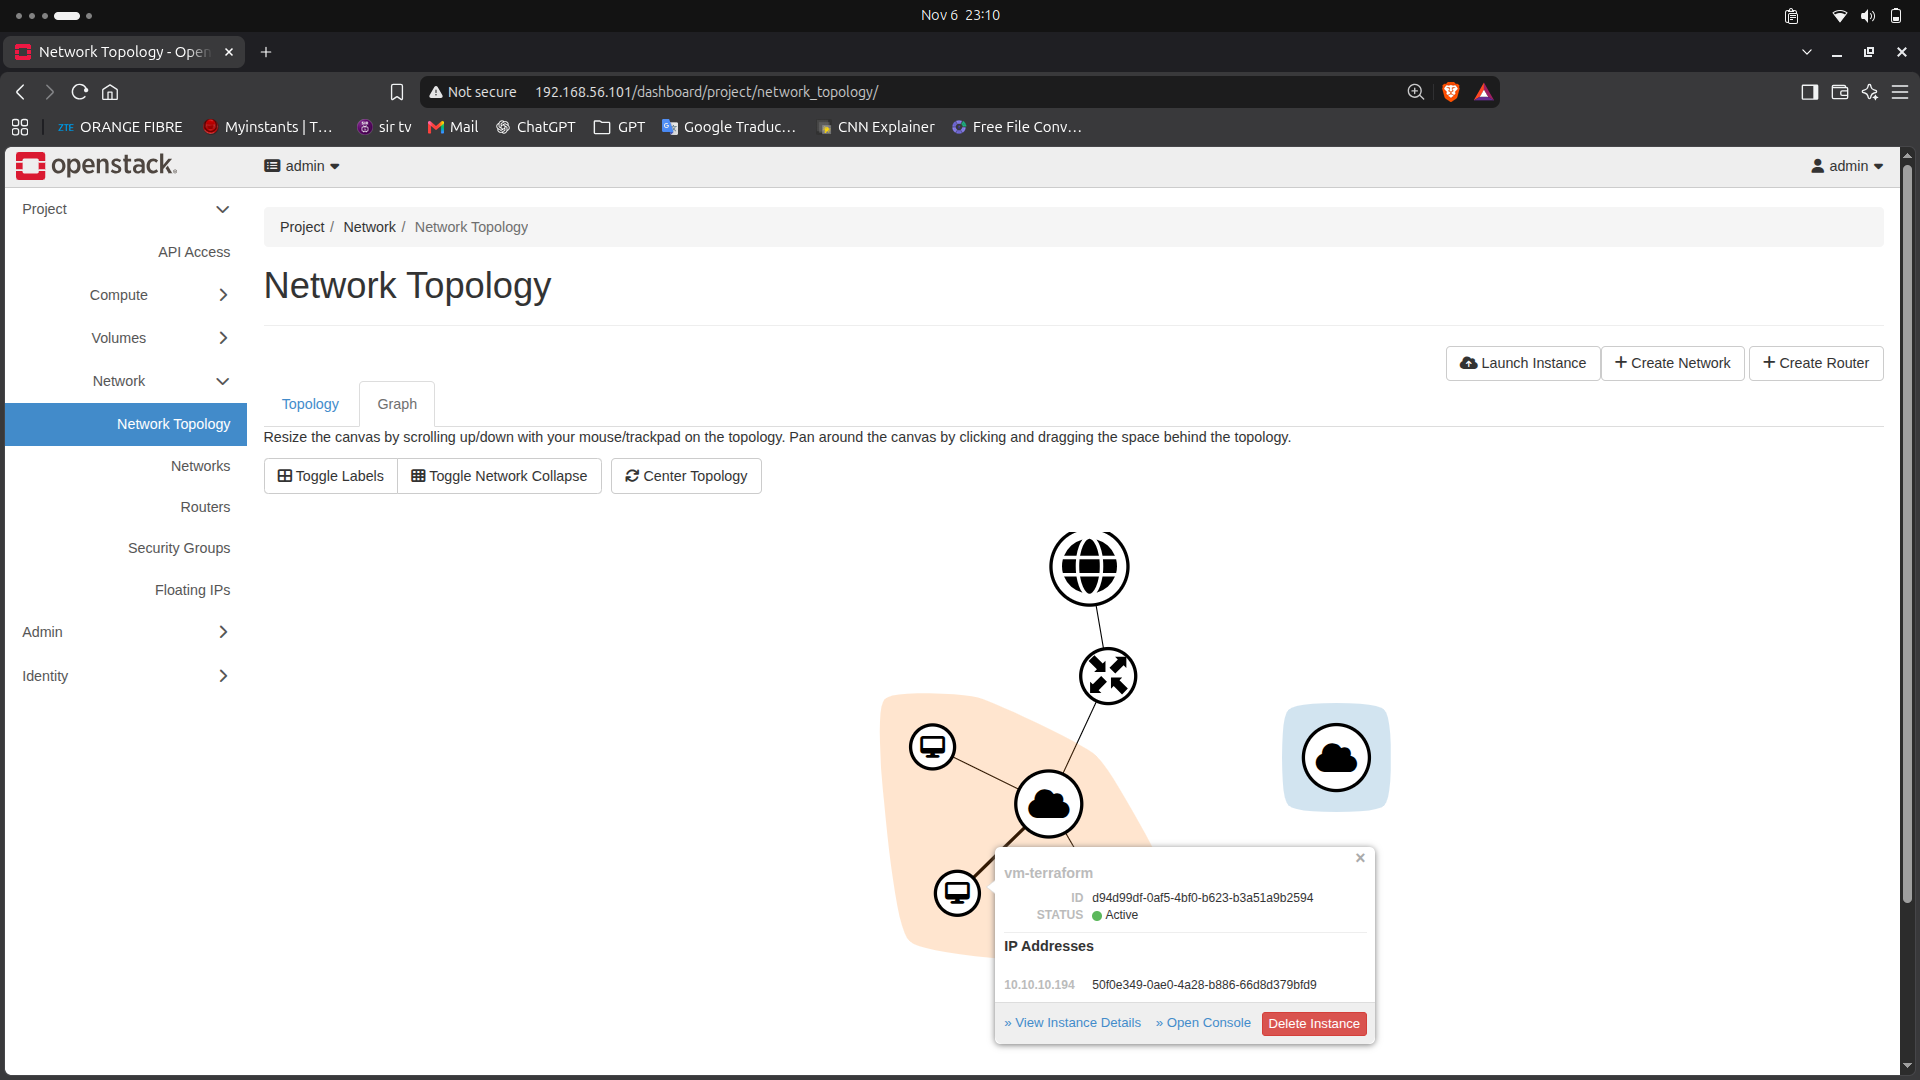 Nov 6 23:10
Network Topology - Open
Not secure 192.168.56.101/dashboard/project/network_topology/
ZTE ORANGE FIBRE Myinstants | T… sir tv Mail ChatGPT GPT Google Traduc… CNN Explainer Free File Conv…
openstack. admin admin
Project
API Access
Compute
Volumes
Network
Network Topology
Networks
Routers
Security Groups
Floating IPs
Admin
Identity
Project / Network / Network Topology
Network Topology
Launch Instance Create Network Create Router
Topology Graph
Resize the canvas by scrolling up/down with your mouse/trackpad on the topology. Pan around the canvas by clicking and dragging the space behind the topology.
Toggle Labels Toggle Network Collapse Center Topology
vm-terraform
ID d94d99df-0af5-4bf0-b623-b3a51a9b2594
STATUS Active
IP Addresses
10.10.10.194 50f0e349-0ae0-4a28-b886-66d8d379bfd9
» View Instance Details » Open Console Delete Instance